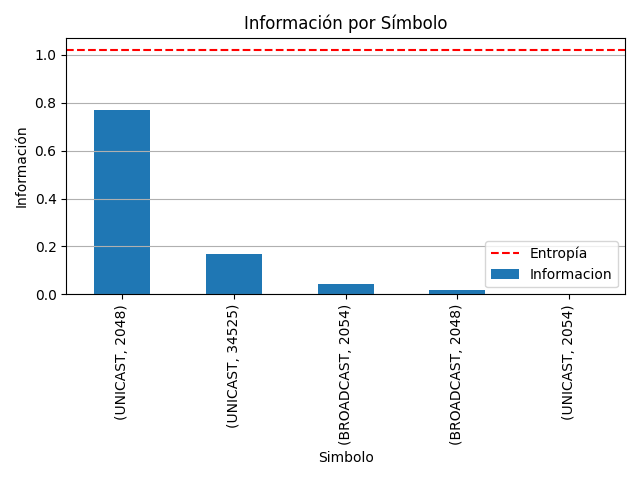 Información por Símbolo
Información
1.0
0.8
0.6
0.4
0.2
0.0
Entropía
Informacion
(UNICAST, 2048)
(UNICAST, 34525)
(BROADCAST, 2054)
(BROADCAST, 2048)
(UNICAST, 2054)
Simbolo